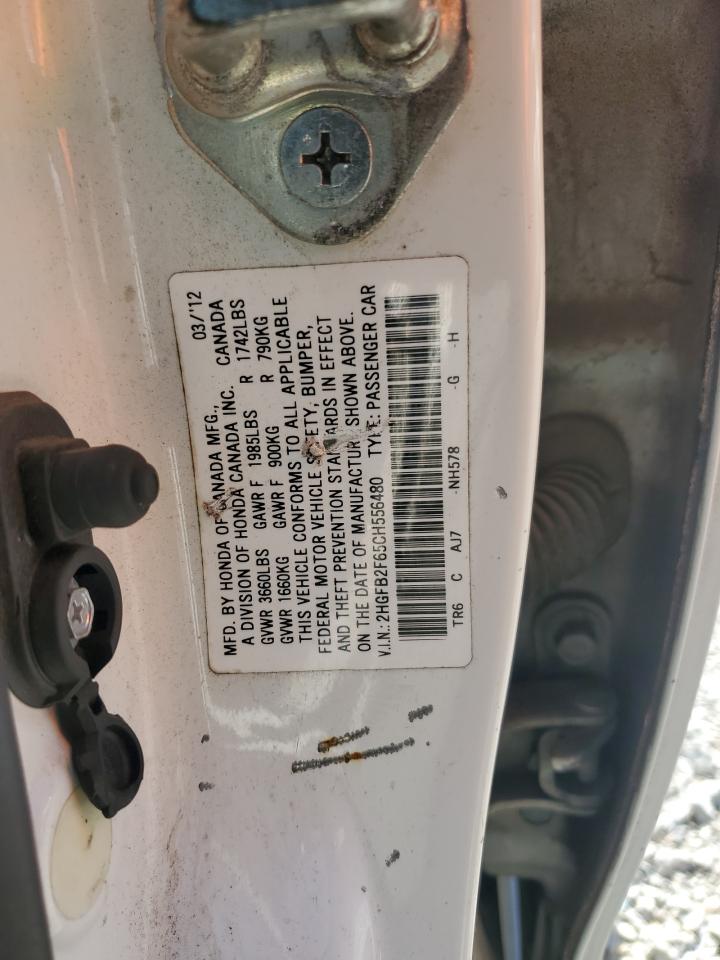 MFD. BY HONDA OF CANADA MFG., 03/'12
A DIVISION OF HONDA CANADA INC. CANADA
GVWR 3660LBS GAWR F 1985LBS R 1742LBS
GVWR 1660KG GAWR F 900KG R 790KG
THIS VEHICLE CONFORMS TO ALL APPLICABLE
FEDERAL MOTOR VEHICLE SAFETY, BUMPER,
AND THEFT PREVENTION STANDARDS IN EFFECT
ON THE DATE OF MANUFACTURE SHOWN ABOVE.
V.I.N.: 2HGFB2F65CH556480 TYPE: PASSENGER CAR
TR6 C AJ7 -NH578 -G -H